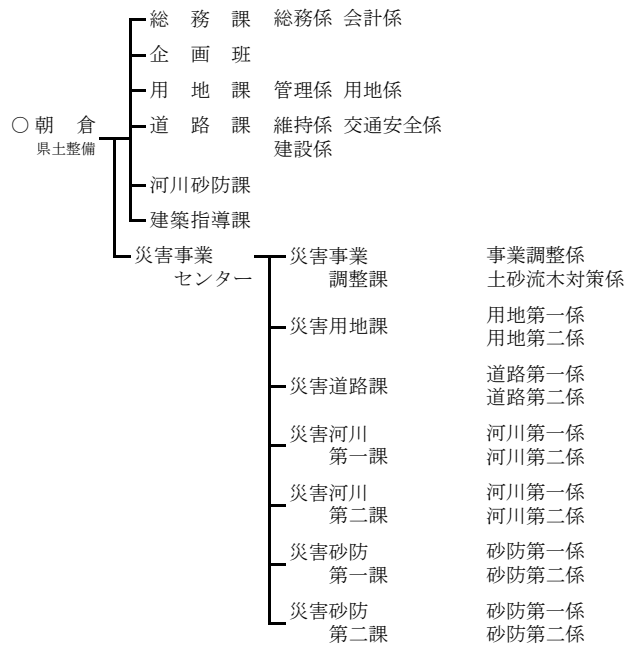 総務課 総務係 会計係
企画班
用地課 管理係 用地係
○朝倉 道路課 維持係 交通安全係
県土整備 建設係
河川砂防課
建築指導課
災害事業 災害事業 事業調整係
センター 調整課 土砂流木対策係
用地第一係
災害用地課
用地第二係
道路第一係
災害道路課
道路第二係
災害河川 河川第一係
第一課 河川第二係
災害河川 河川第一係
第二課 河川第二係
災害砂防 砂防第一係
第一課 砂防第二係
災害砂防 砂防第一係
第二課 砂防第二係